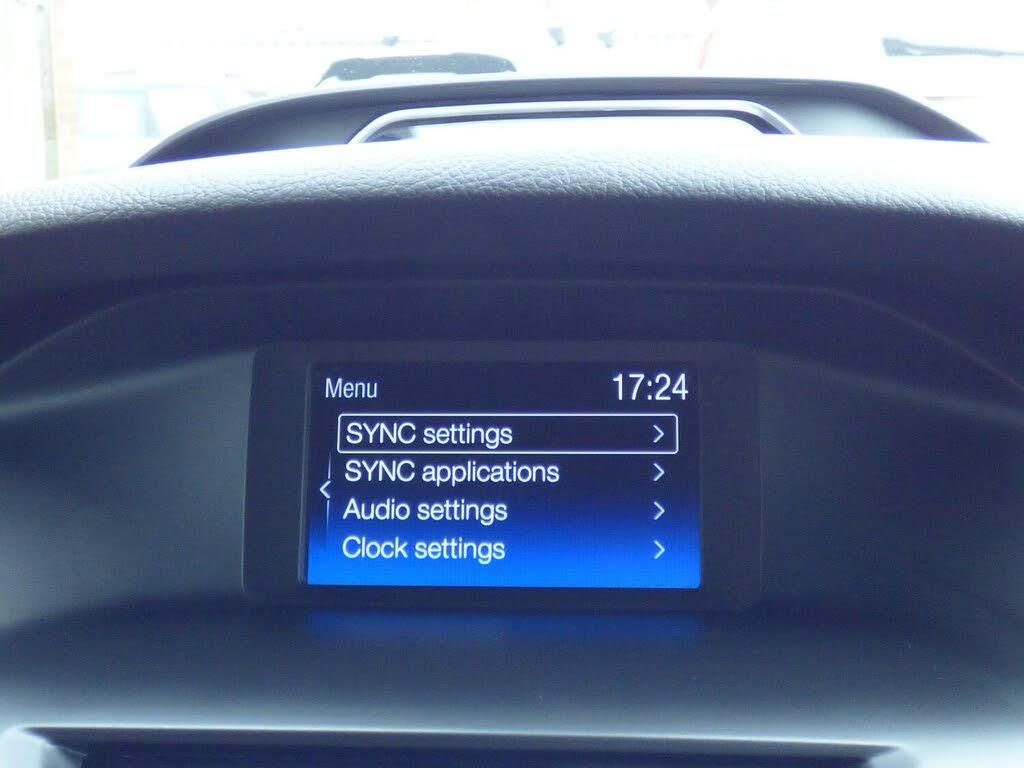 Menu 17:24
SYNC settings
SYNC applications
Audio settings
Clock settings